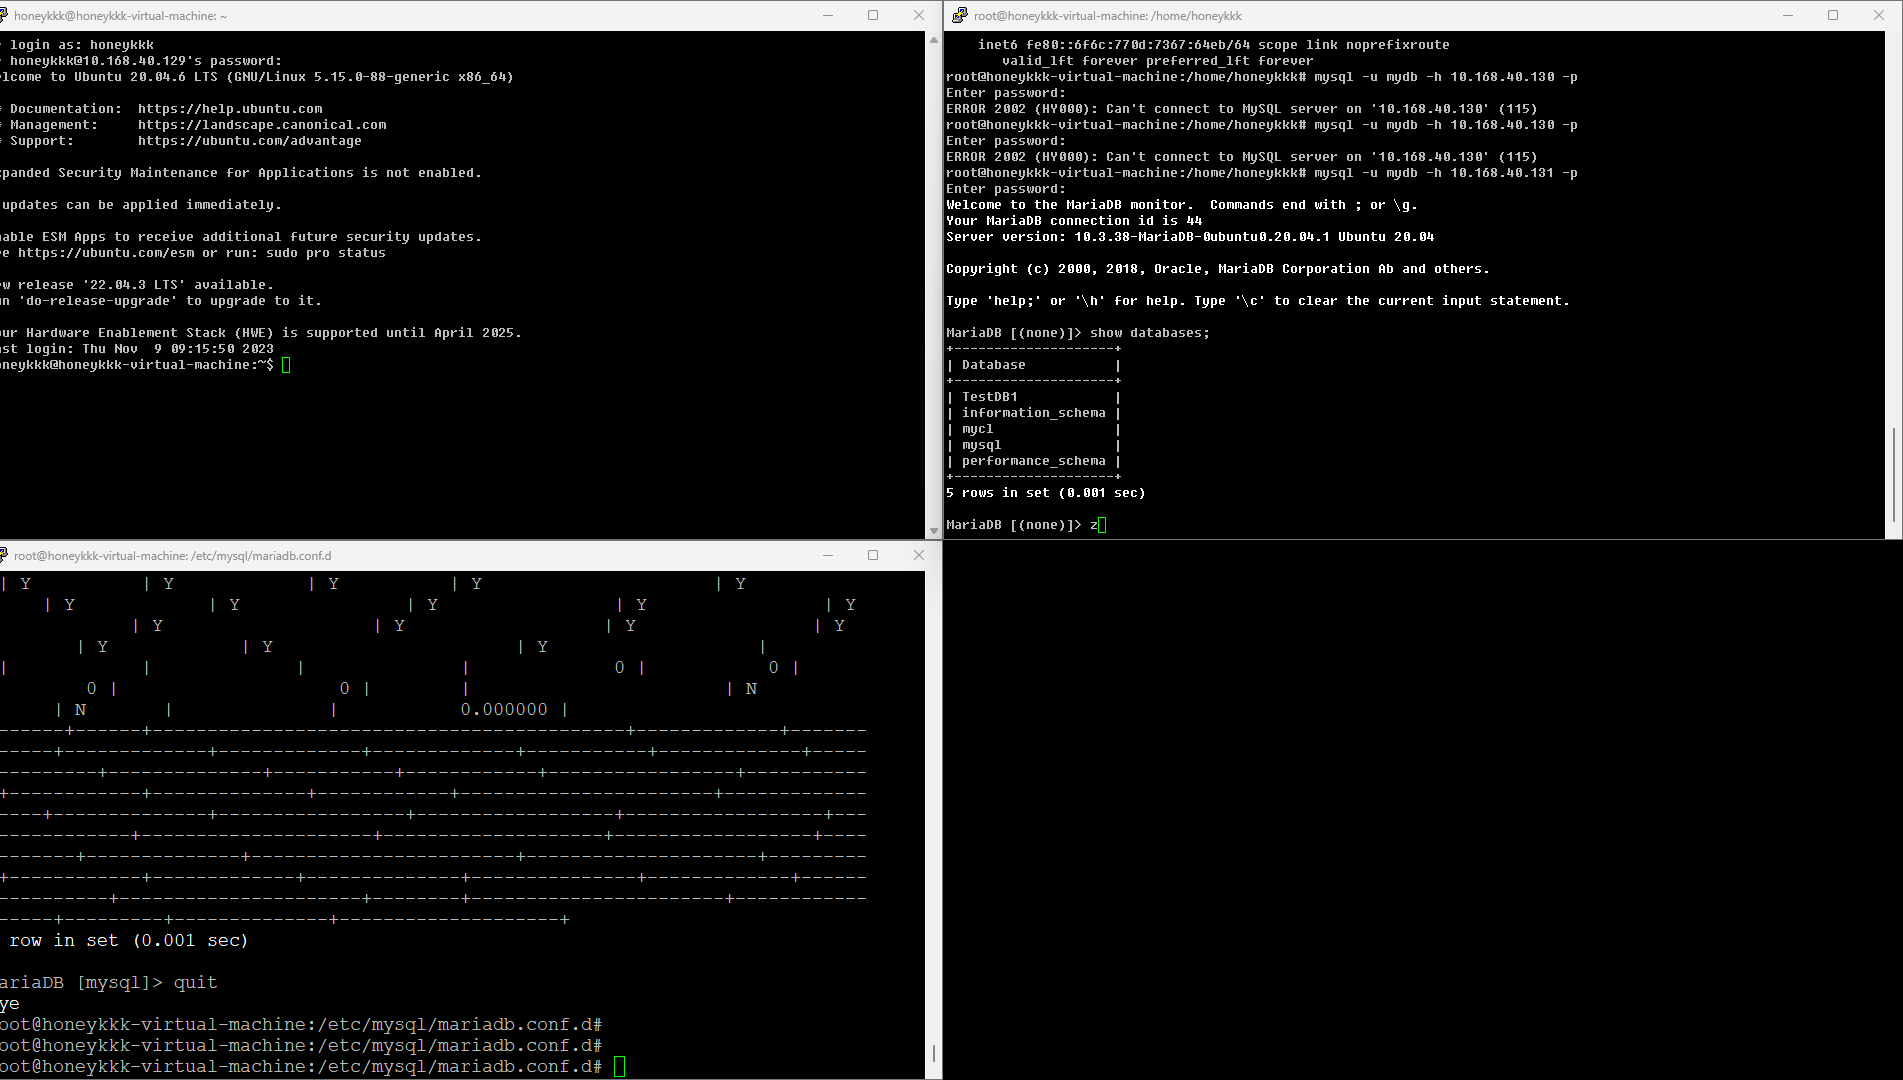 honeykkk@honeykkk-virtual-machine: ~
login as: honeykkk
honeykkk@10.168.40.129's password:
elcome to Ubuntu 20.04.6 LTS (GNU/Linux 5.15.0-88-generic x86_64)
* Documentation:  https://help.ubuntu.com
* Management:     https://landscape.canonical.com
* Support:        https://ubuntu.com/advantage
panded Security Maintenance for Applications is not enabled.
updates can be applied immediately.
nable ESM Apps to receive additional future security updates.
e https://ubuntu.com/esm or run: sudo pro status
w release '22.04.3 LTS' available.
un 'do-release-upgrade' to upgrade to it.
our Hardware Enablement Stack (HWE) is supported until April 2025.
ast login: Thu Nov  9 09:15:50 2023
oneykkk@honeykkk-virtual-machine:~$
root@honeykkk-virtual-machine: /home/honeykkk
inet6 fe80::6f6c:770d:7367:64eb/64 scope link noprefixroute
valid_lft forever preferred_lft forever
root@honeykkk-virtual-machine:/home/honeykkk# mysql -u mydb -h 10.168.40.130 -p
Enter password:
ERROR 2002 (HY000): Can't connect to MySQL server on '10.168.40.130' (115)
root@honeykkk-virtual-machine:/home/honeykkk# mysql -u mydb -h 10.168.40.130 -p
Enter password:
ERROR 2002 (HY000): Can't connect to MySQL server on '10.168.40.130' (115)
root@honeykkk-virtual-machine:/home/honeykkk# mysql -u mydb -h 10.168.40.131 -p
Enter password:
Welcome to the MariaDB monitor.  Commands end with ; or \g.
Your MariaDB connection id is 44
Server version: 10.3.38-MariaDB-0ubuntu0.20.04.1 Ubuntu 20.04
Copyright (c) 2000, 2018, Oracle, MariaDB Corporation Ab and others.
Type 'help;' or '\h' for help. Type '\c' to clear the current input statement.
MariaDB [(none)]> show databases;
+--------------------+
| Database           |
+--------------------+
| TestDB1            |
| information_schema |
| mycl               |
| mysql              |
| performance_schema |
+--------------------+
5 rows in set (0.001 sec)
MariaDB [(none)]> z
root@honeykkk-virtual-machine: /etc/mysql/mariadb.conf.d
| Y | Y | Y | Y | Y
| Y | Y | Y | Y | Y
| Y | Y | Y | Y
| Y | Y | Y |
| | | | 0 | 0 |
0 | 0 | | | N
| N | | 0.000000 |
row in set (0.001 sec)
ariaDB [mysql]> quit
ye
oot@honeykkk-virtual-machine:/etc/mysql/mariadb.conf.d#
oot@honeykkk-virtual-machine:/etc/mysql/mariadb.conf.d#
oot@honeykkk-virtual-machine:/etc/mysql/mariadb.conf.d#